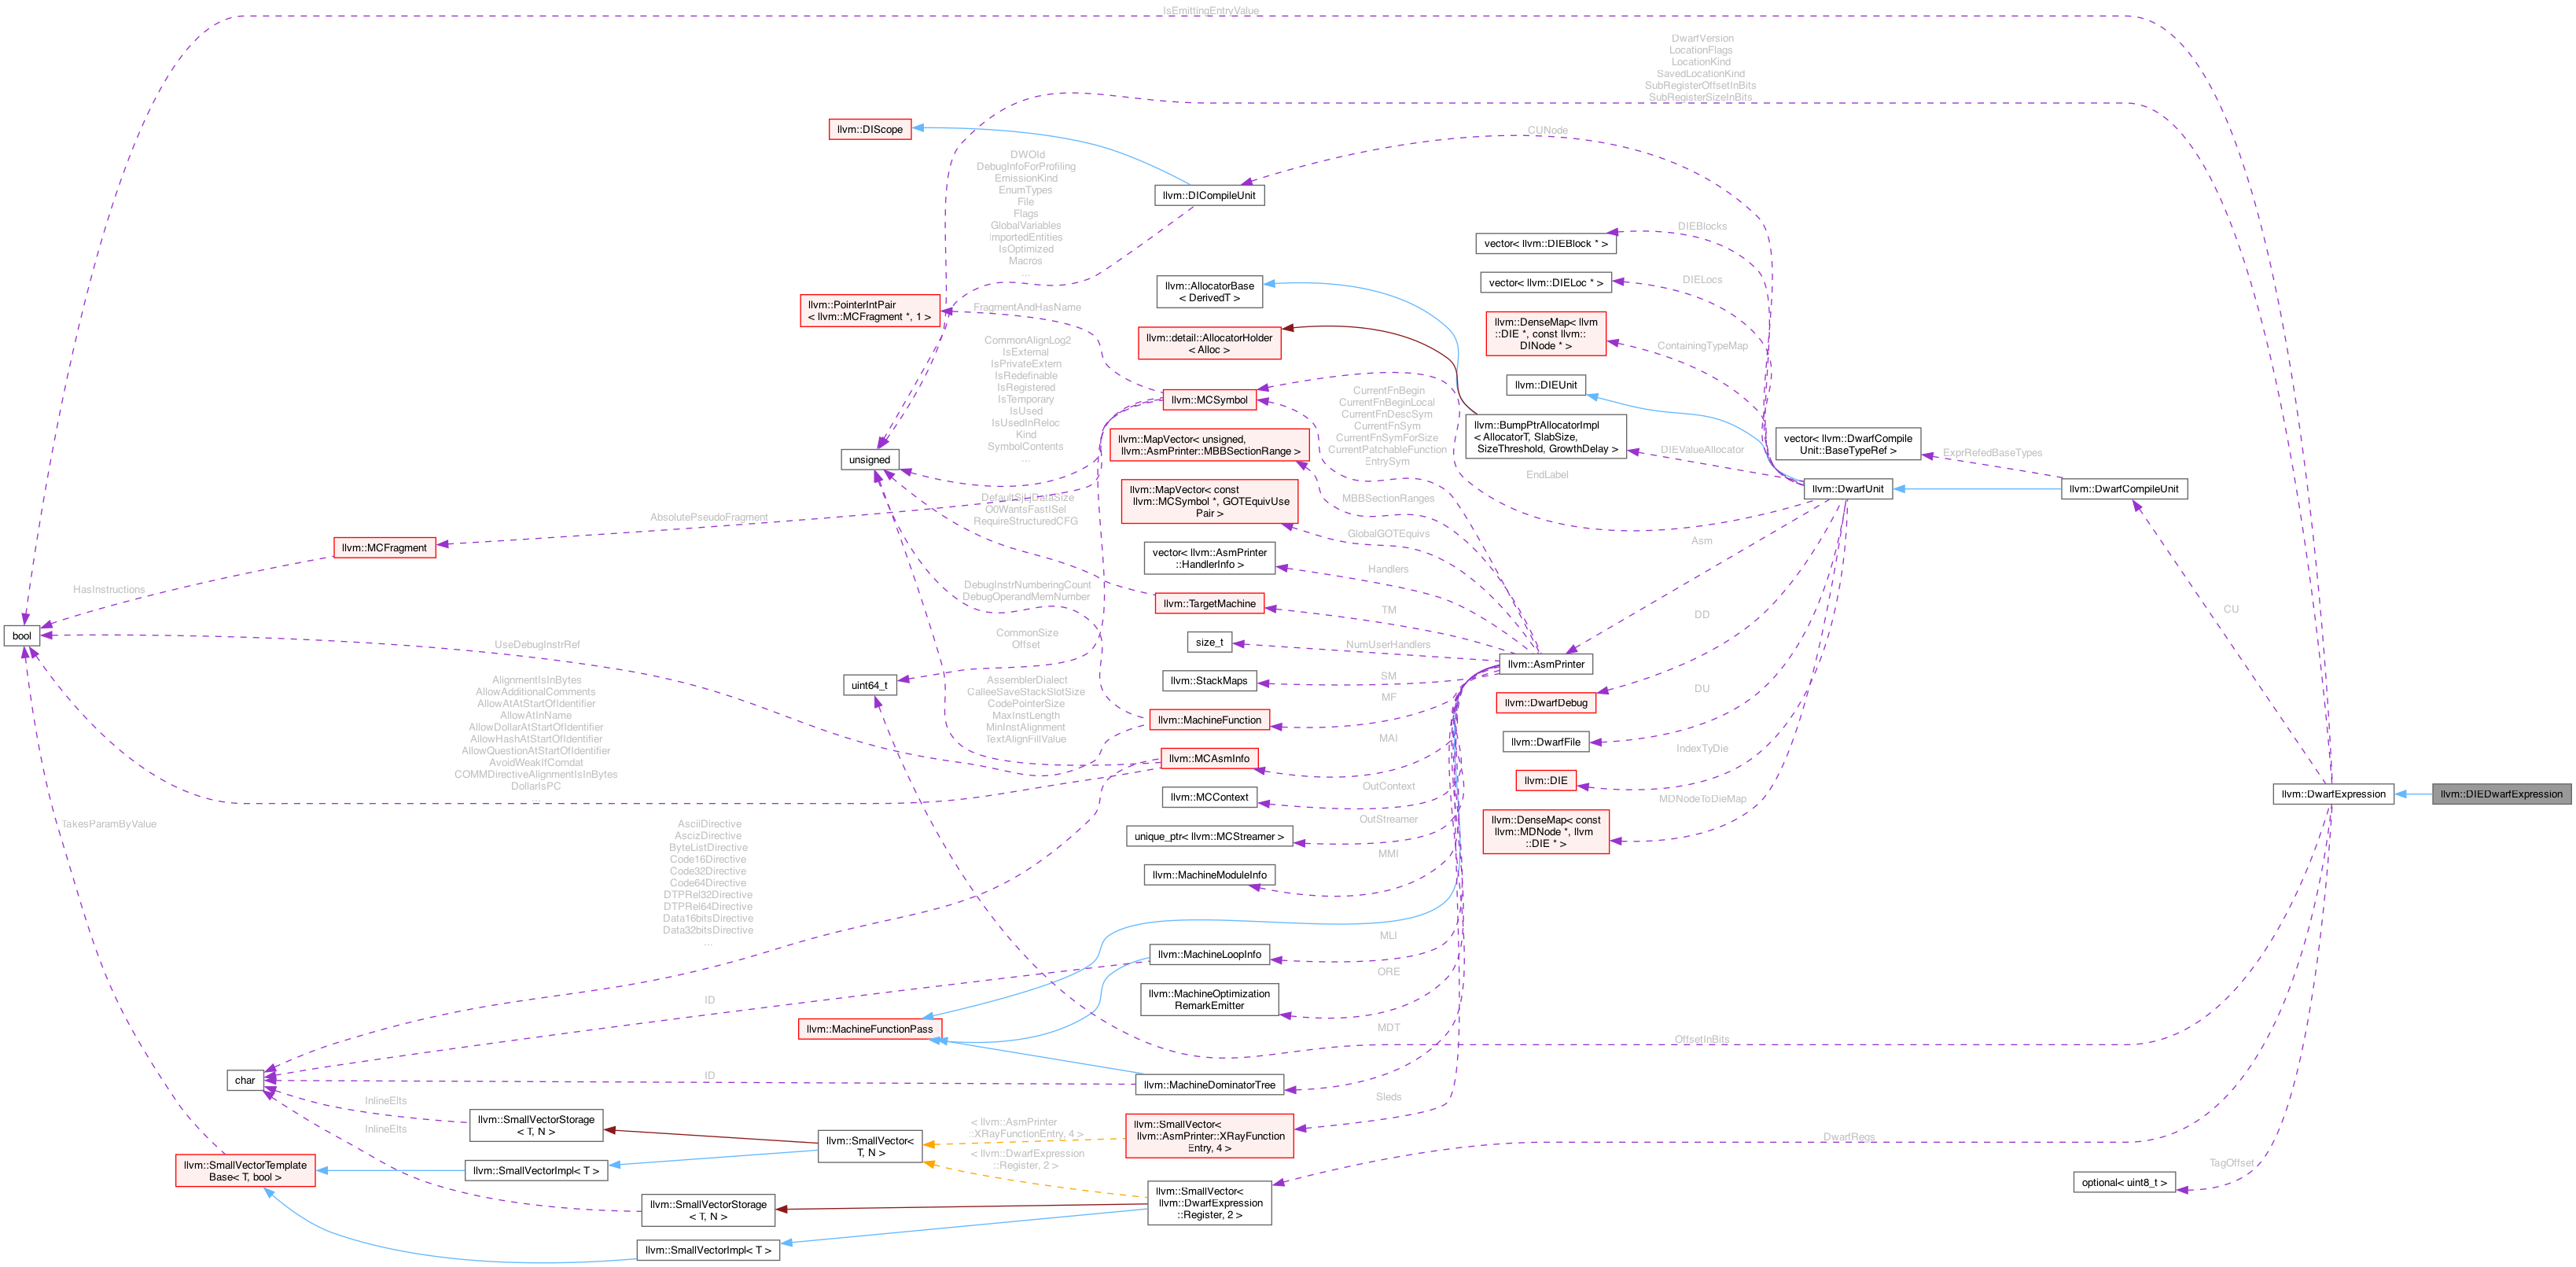 IsEmittingEntryValue
DwarfVersion
LocationFlags
LocationKind
SavedLocationKind
SubRegisterOffsetInBits
SubRegisterSizeInBits
llvm::DIScope
CUNode
DWOId
DebugInfoForProfiling
EmissionKind
EnumTypes
File
Flags
GlobalVariables
ImportedEntities
IsOptimized
Macros
...
llvm::DICompileUnit
vector< llvm::DIEBlock * >
DIEBlocks
llvm::AllocatorBase
< DerivedT >
vector< llvm::DIELoc * >
DIELocs
llvm::PointerIntPair
< llvm::MCFragment *, 1 >
FragmentAndHasName
llvm::detail::AllocatorHolder
< Alloc >
llvm::DenseMap< llvm
::DIE *, const llvm::
DINode * >
ContainingTypeMap
CommonAlignLog2
IsExternal
IsPrivateExtern
IsRedefinable
IsRegistered
IsTemporary
IsUsed
IsUsedInReloc
Kind
SymbolContents
...
llvm::MCSymbol
CurrentFnBegin
CurrentFnBeginLocal
CurrentFnDescSym
CurrentFnSym
CurrentFnSymForSize
CurrentPatchableFunction
EntrySym
llvm::DIEUnit
llvm::BumpPtrAllocatorImpl
< AllocatorT, SlabSize,
SizeThreshold, GrowthDelay >
DIEValueAllocator
vector< llvm::DwarfCompile
Unit::BaseTypeRef >
ExprRefedBaseTypes
unsigned
llvm::MapVector< unsigned,
llvm::AsmPrinter::MBBSectionRange >
EndLabel
llvm::DwarfUnit
llvm::DwarfCompileUnit
DefaultSjLjDataSize
O0WantsFastISel
RequireStructuredCFG
llvm::MapVector< const
llvm::MCSymbol *, GOTEquivUse
Pair >
MBBSectionRanges
AbsolutePseudoFragment
GlobalGOTEquivs
Asm
llvm::MCFragment
vector< llvm::AsmPrinter
::HandlerInfo >
Handlers
HasInstructions
DebugInstrNumberingCount
DebugOperandMemNumber
llvm::TargetMachine
TM
DD
CU
bool
UseDebugInstrRef
CommonSize
Offset
size_t
NumUserHandlers
llvm::AsmPrinter
uint64_t
llvm::StackMaps
SM
DU
AlignmentIsInBytes
AllowAdditionalComments
AllowAtAtStartOfIdentifier
AllowAtInName
AllowDollarAtStartOfIdentifier
AllowHashAtStartOfIdentifier
AllowQuestionAtStartOfIdentifier
AvoidWeakIfComdat
COMMDirectiveAlignmentIsInBytes
DollarIsPC
...
AssemblerDialect
CalleeSaveStackSlotSize
CodePointerSize
MaxInstLength
MinInstAlignment
TextAlignFillValue
llvm::MachineFunction
MF
llvm::DwarfDebug
llvm::MCAsmInfo
MAI
llvm::DwarfFile
IndexTyDie
llvm::MCContext
OutContext
llvm::DIE
MDNodeToDieMap
llvm::DwarfExpression
llvm::DIEDwarfExpression
TakesParamByValue
AsciiDirective
AscizDirective
ByteListDirective
Code16Directive
Code32Directive
Code64Directive
DTPRel32Directive
DTPRel64Directive
Data16bitsDirective
Data32bitsDirective
...
unique_ptr< llvm::MCStreamer >
OutStreamer
llvm::DenseMap< const
llvm::MDNode *, llvm
::DIE * >
llvm::MachineModuleInfo
MMI
llvm::MachineLoopInfo
MLI
ID
llvm::MachineOptimization
RemarkEmitter
ORE
llvm::MachineFunctionPass
MDT
OffsetInBits
char
ID
llvm::MachineDominatorTree
InlineElts
InlineElts
llvm::SmallVectorStorage
< T, N >
llvm::SmallVector<
T, N >
< llvm::AsmPrinter
::XRayFunctionEntry, 4 >
< llvm::DwarfExpression
::Register, 2 >
llvm::SmallVector<
llvm::AsmPrinter::XRayFunction
Entry, 4 >
Sleds
DwarfRegs
TagOffset
llvm::SmallVectorTemplate
Base< T, bool >
llvm::SmallVectorImpl< T >
optional< uint8_t >
llvm::SmallVectorStorage
< T, N >
llvm::SmallVector<
llvm::DwarfExpression
::Register, 2 >
llvm::SmallVectorImpl< T >